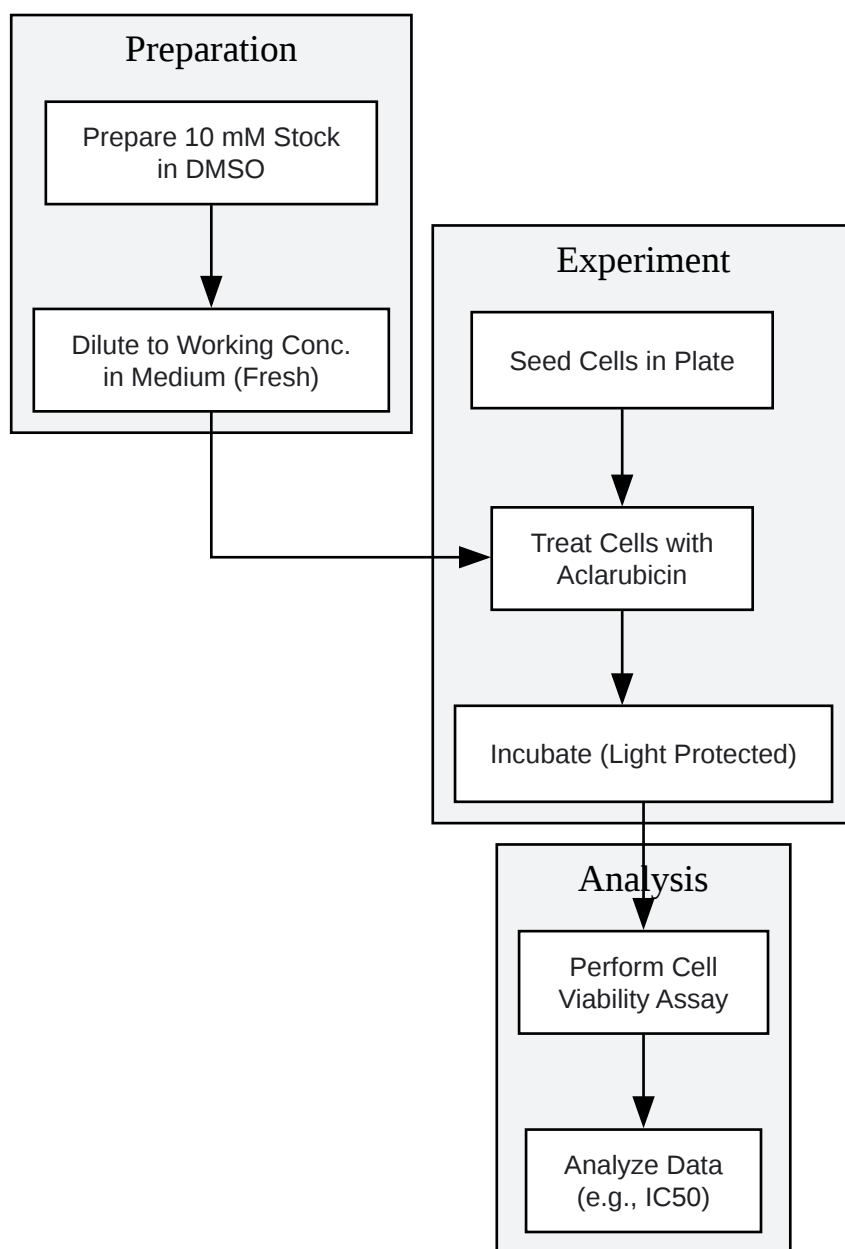 Preparation
Prepare 10 mM Stock
in DMSO
Dilute to Working Conc.
in Medium (Fresh)
Experiment
Seed Cells in Plate
Treat Cells with
Aclarubicin
Incubate (Light Protected)
Analysis
Perform Cell
Viability Assay
Analyze Data
(e.g., IC50)